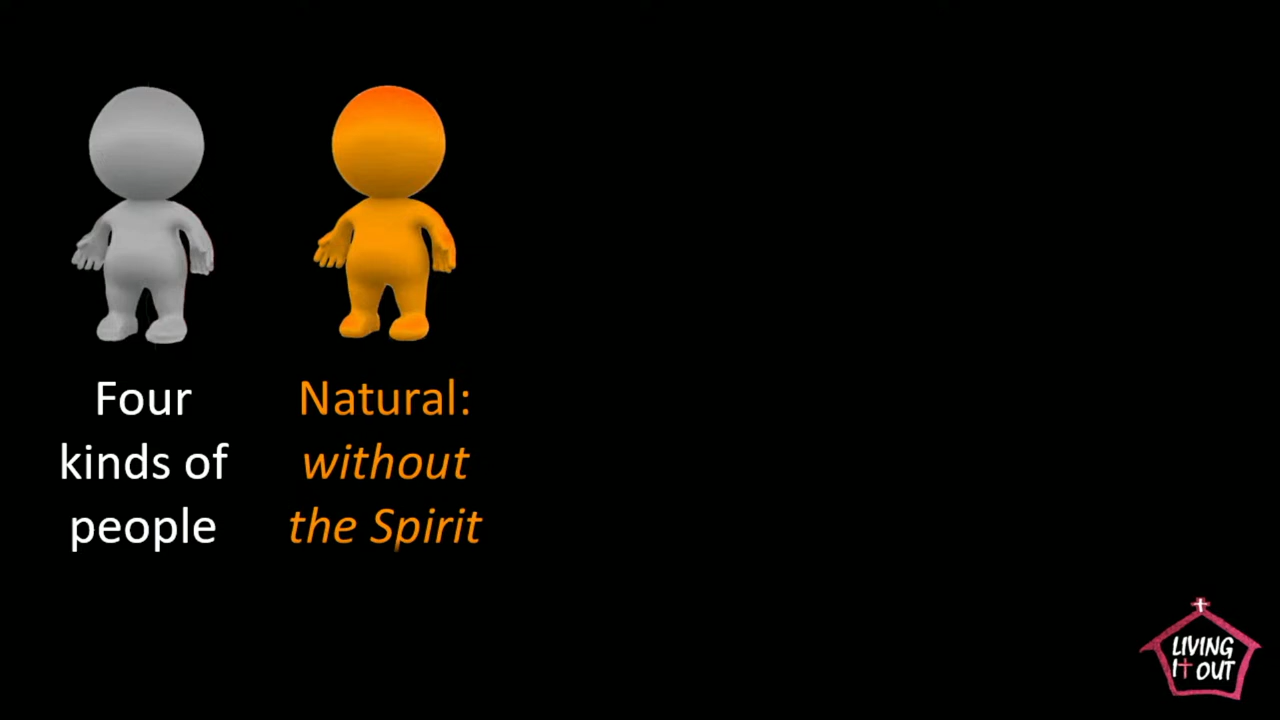 Four
kinds of
people
Natural:
without
the Spirit
LIVING
IT OUT